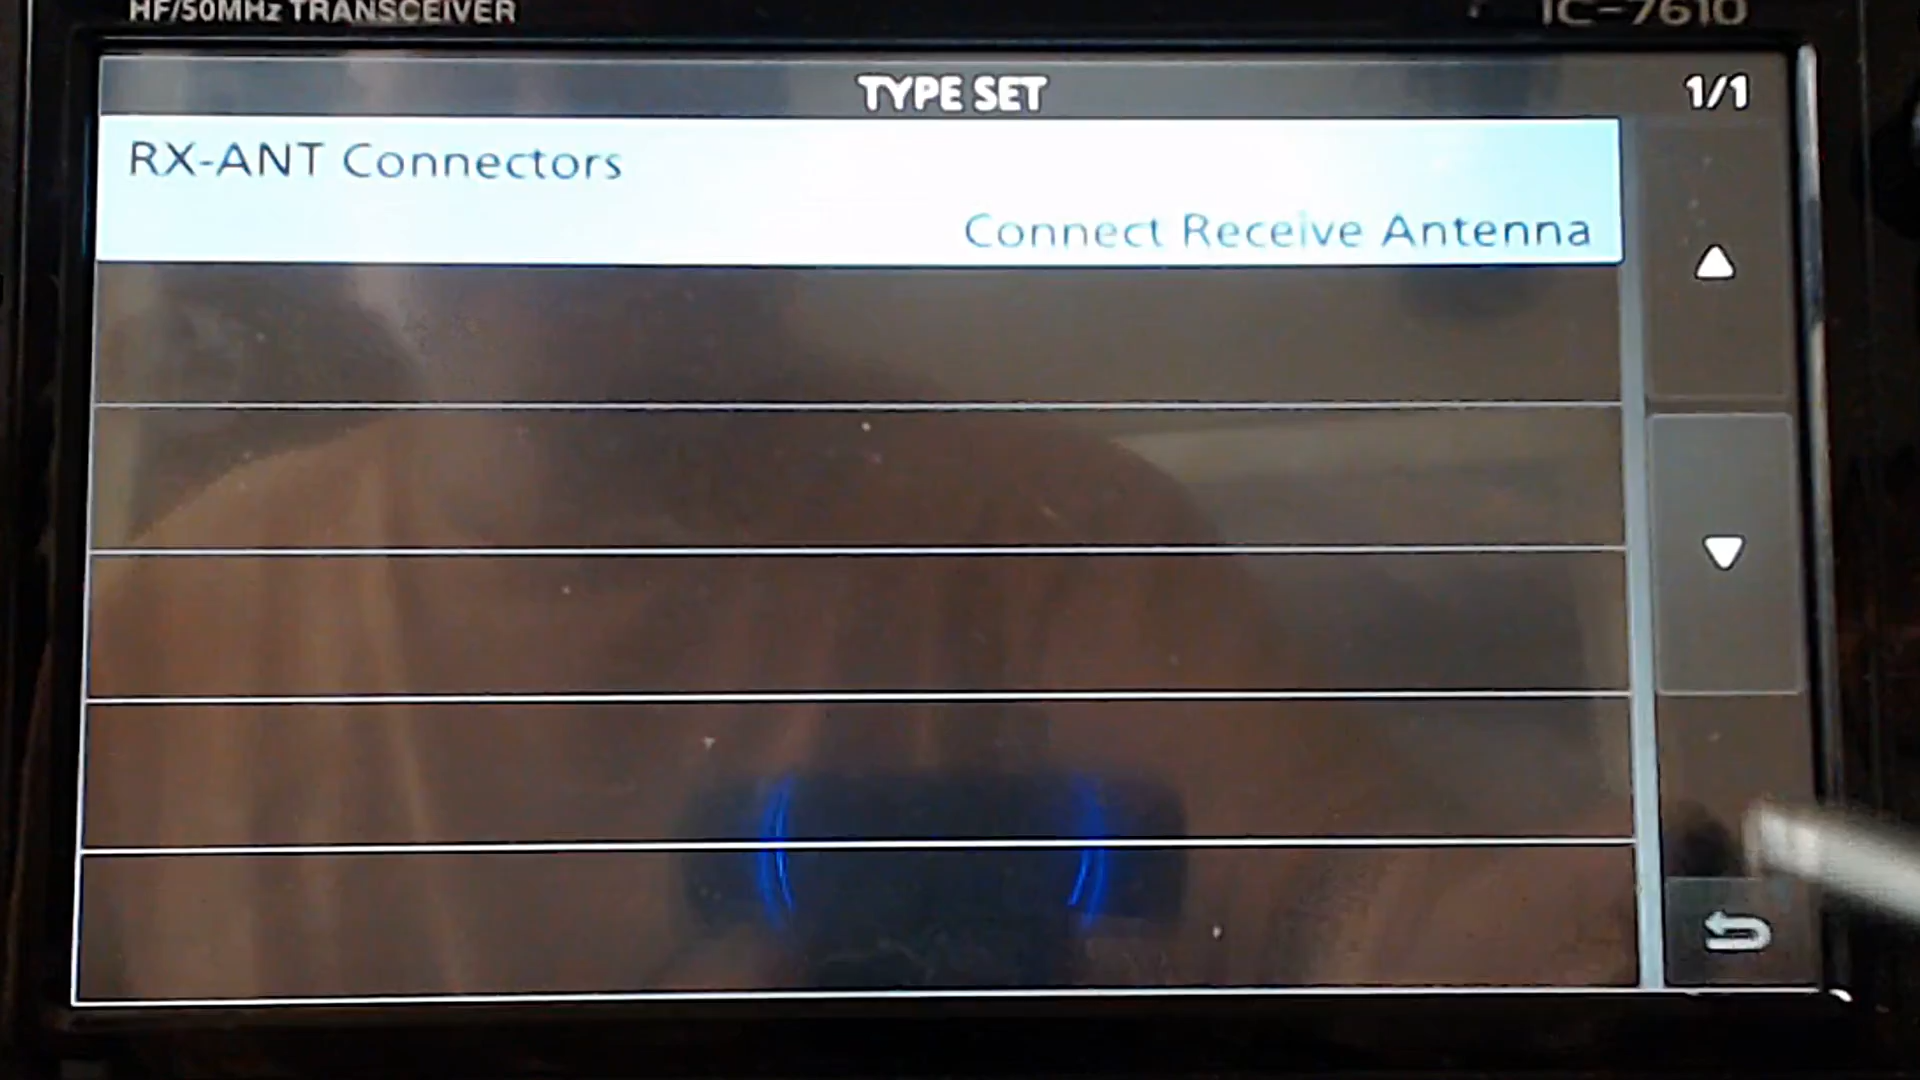 HF/50MHz TRANSCEIVER
IC-7610
TYPE SET
1/1
RX-ANT Connectors
Connect Receive Antenna